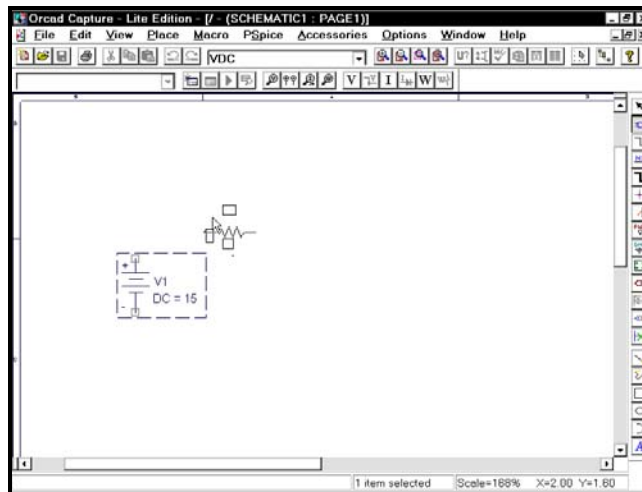 Orcad Capture - Lite Edition - [/ - (SCHEMATIC1 : PAGE1)]
File Edit View Place Macro PSpice Accessories Options Window Help
VDC
V I W
+
V1
DC = 15
-
1 item selected Scale=168% X=2.00 Y=1.60